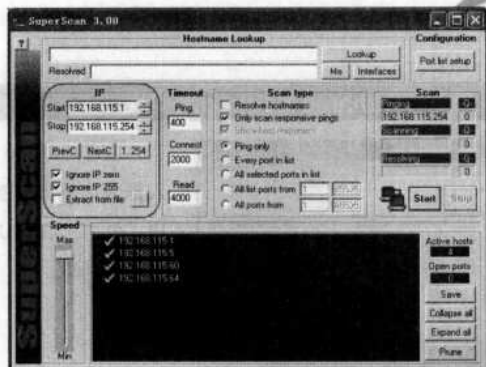 SuperScan 3.00
Hostname Lookup
Configuration
Lookup
Port list setup
Resolved
Me
Interfaces
IP
Timeout
Scan type
Scan
Start 192.168.115.1
Stop 192.168.115.254
PrevC
NextC
1..254
Ignore IP zero
Ignore IP 255
Extract from file
Ping
400
Connect
2000
Read
4000
Resolve hostnames
Only scan responsive pings
Show host responses
Ping only
Every port in list
All selected ports in list
All list ports from 1
All ports from 1
Pinging 0
192.168.115.254 0
Scanning 0
0
Resolving 0
0
Start
Stop
Speed
Max
Min
192.168.115.1
192.168.115.5
192.168.115.60
192.168.115.64
Active hosts
4
Open ports
0
Save
Collapse all
Expand all
Prune